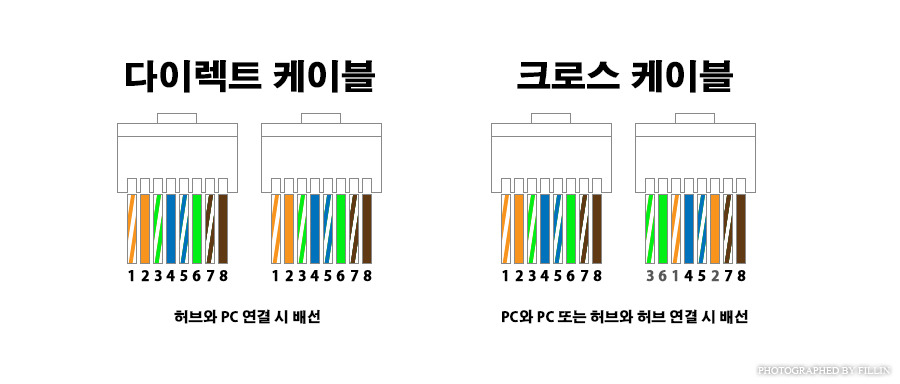 다이렉트 케이블
크로스 케이블
1 2 3 4 5 6 7 8
1 2 3 4 5 6 7 8
1 2 3 4 5 6 7 8
3 6 1 4 5 2 7 8
허브와 PC 연결 시 배선
PC와 PC 또는 허브와 허브 연결 시 배선
PHOTOGRAPHED BY FILLIN